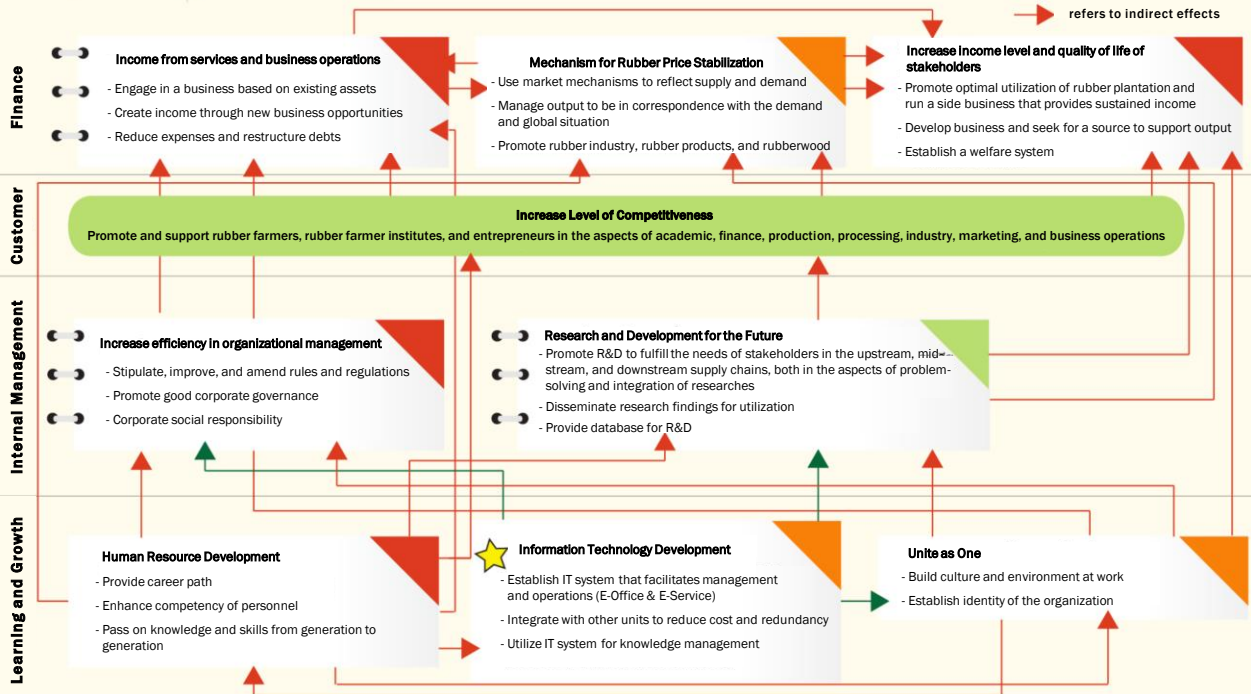 refers to indirect effects
Finance
Income from services and business operations
- Engage in a business based on existing assets
- Create income through new business opportunities
- Reduce expenses and restructure debts
Mechanism for Rubber Price Stabilization
- Use market mechanisms to reflect supply and demand
- Manage output to be in correspondence with the demand
and global situation
- Promote rubber industry, rubber products, and rubberwood
Increase income level and quality of life of
stakeholders
- Promote optimal utilization of rubber plantation and
run a side business that provides sustained income
- Develop business and seek for a source to support output
- Establish a welfare system
Customer
Increase Level of Competitiveness
Promote and support rubber farmers, rubber farmer institutes, and entrepreneurs in the aspects of academic, finance, production, processing, industry, marketing, and business operations
Internal Management
Increase efficiency in organizational management
- Stipulate, improve, and amend rules and regulations
- Promote good corporate governance
- Corporate social responsibility
Research and Development for the Future
- Promote R&D to fulfill the needs of stakeholders in the upstream, mid-
stream, and downstream supply chains, both in the aspects of problem-
solving and integration of researches
- Disseminate research findings for utilization
- Provide database for R&D
Learning and Growth
Human Resource Development
- Provide career path
- Enhance competency of personnel
- Pass on knowledge and skills from generation to
generation
Information Technology Development
- Establish IT system that facilitates management
and operations (E-Office & E-Service)
- Integrate with other units to reduce cost and redundancy
- Utilize IT system for knowledge management
Unite as One
- Build culture and environment at work
- Establish identity of the organization